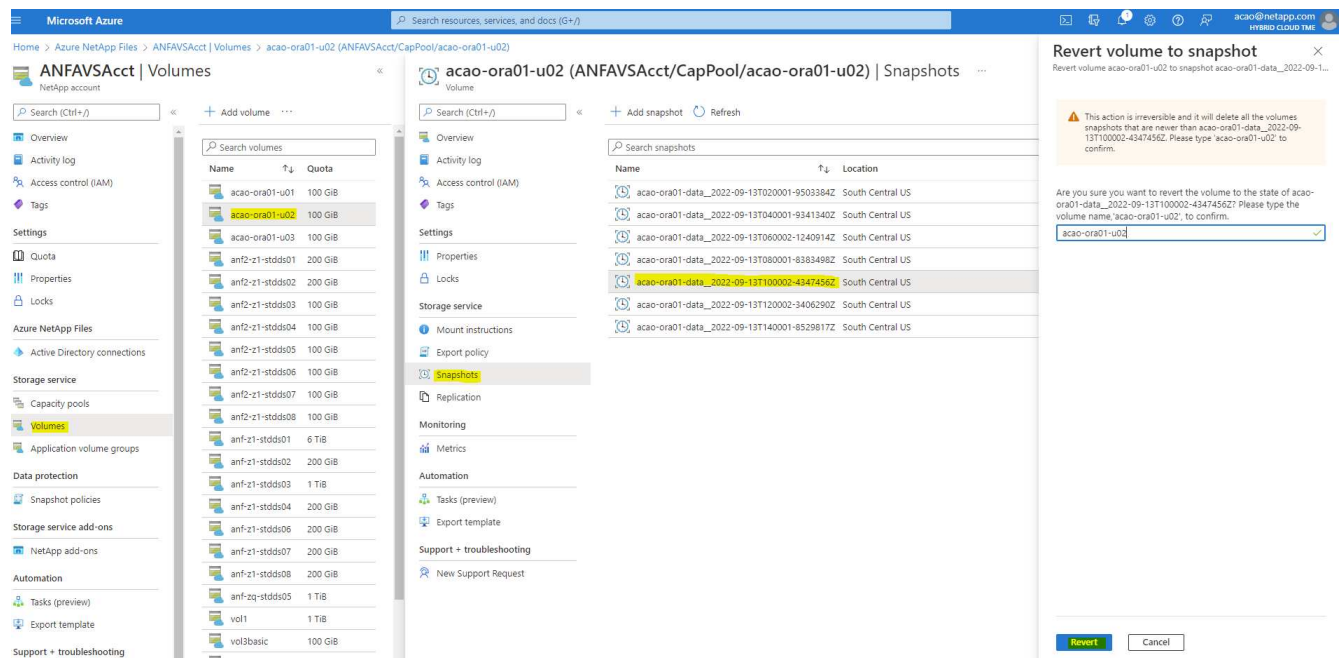 Microsoft Azure
Search resources, services, and docs (G+/)
acao@netapp.com
HYBRID CLOUD TME
Home > Azure NetApp Files > ANFAVSAcct | Volumes > acao-ora01-u02 (ANFAVSAcct/CapPool/acao-ora01-u02)
ANFAVSAcct | Volumes
NetApp account
Search (Ctrl+/)
Overview
Activity log
Access control (IAM)
Tags
Settings
Quota
Properties
Locks
Azure NetApp Files
Active Directory connections
Storage service
Capacity pools
Volumes
Application volume groups
Data protection
Snapshot policies
Storage service add-ons
NetApp add-ons
Automation
Tasks (preview)
Export template
Support + troubleshooting
+ Add volume ...
Search volumes
Name Quota
acao-ora01-u01 100 GiB
acao-ora01-u02 100 GiB
acao-ora01-u03 100 GiB
anf2-z1-stdds01 200 GiB
anf2-z1-stdds02 200 GiB
anf2-z1-stdds03 100 GiB
anf2-z1-stdds04 100 GiB
anf2-z1-stdds05 100 GiB
anf2-z1-stdds06 100 GiB
anf2-z1-stdds07 100 GiB
anf2-z1-stdds08 100 GiB
anf-z1-stdds01 6 TiB
anf-z1-stdds02 200 GiB
anf-z1-stdds03 1 TiB
anf-z1-stdds04 200 GiB
anf-z1-stdds06 200 GiB
anf-z1-stdds07 200 GiB
anf-z1-stdds08 200 GiB
anf-zq-stdds05 1 TiB
vol1 1 TiB
vol3basic 100 GiB
acao-ora01-u02 (ANFAVSAcct/CapPool/acao-ora01-u02) | Snapshots ...
Volume
Search (Ctrl+/)
Overview
Activity log
Access control (IAM)
Tags
Settings
Properties
Locks
Storage service
Mount instructions
Export policy
Snapshots
Replication
Monitoring
Metrics
Automation
Tasks (preview)
Export template
Support + troubleshooting
New Support Request
+ Add snapshot Refresh
Search snapshots
Name Location
acao-ora01-data__2022-09-13T020001-9503384Z South Central US
acao-ora01-data__2022-09-13T040001-9341340Z South Central US
acao-ora01-data__2022-09-13T060002-1240914Z South Central US
acao-ora01-data__2022-09-13T080001-8383498Z South Central US
acao-ora01-data__2022-09-13T100002-4347456Z South Central US
acao-ora01-data__2022-09-13T120002-3406290Z South Central US
acao-ora01-data__2022-09-13T140001-8529817Z South Central US
Revert volume to snapshot
Revert volume acao-ora01-u02 to snapshot acao-ora01-data__2022-09-1...
This action is irreversible and it will delete all the volumes
snapshots that are newer than acao-ora01-data__2022-09-
13T100002-4347456Z. Please type 'acao-ora01-u02' to
confirm.
Are you sure you want to revert the volume to the state of acao-
ora01-data__2022-09-13T100002-4347456Z? Please type the
volume name,'acao-ora01-u02', to confirm.
acao-ora01-u02
Revert
Cancel